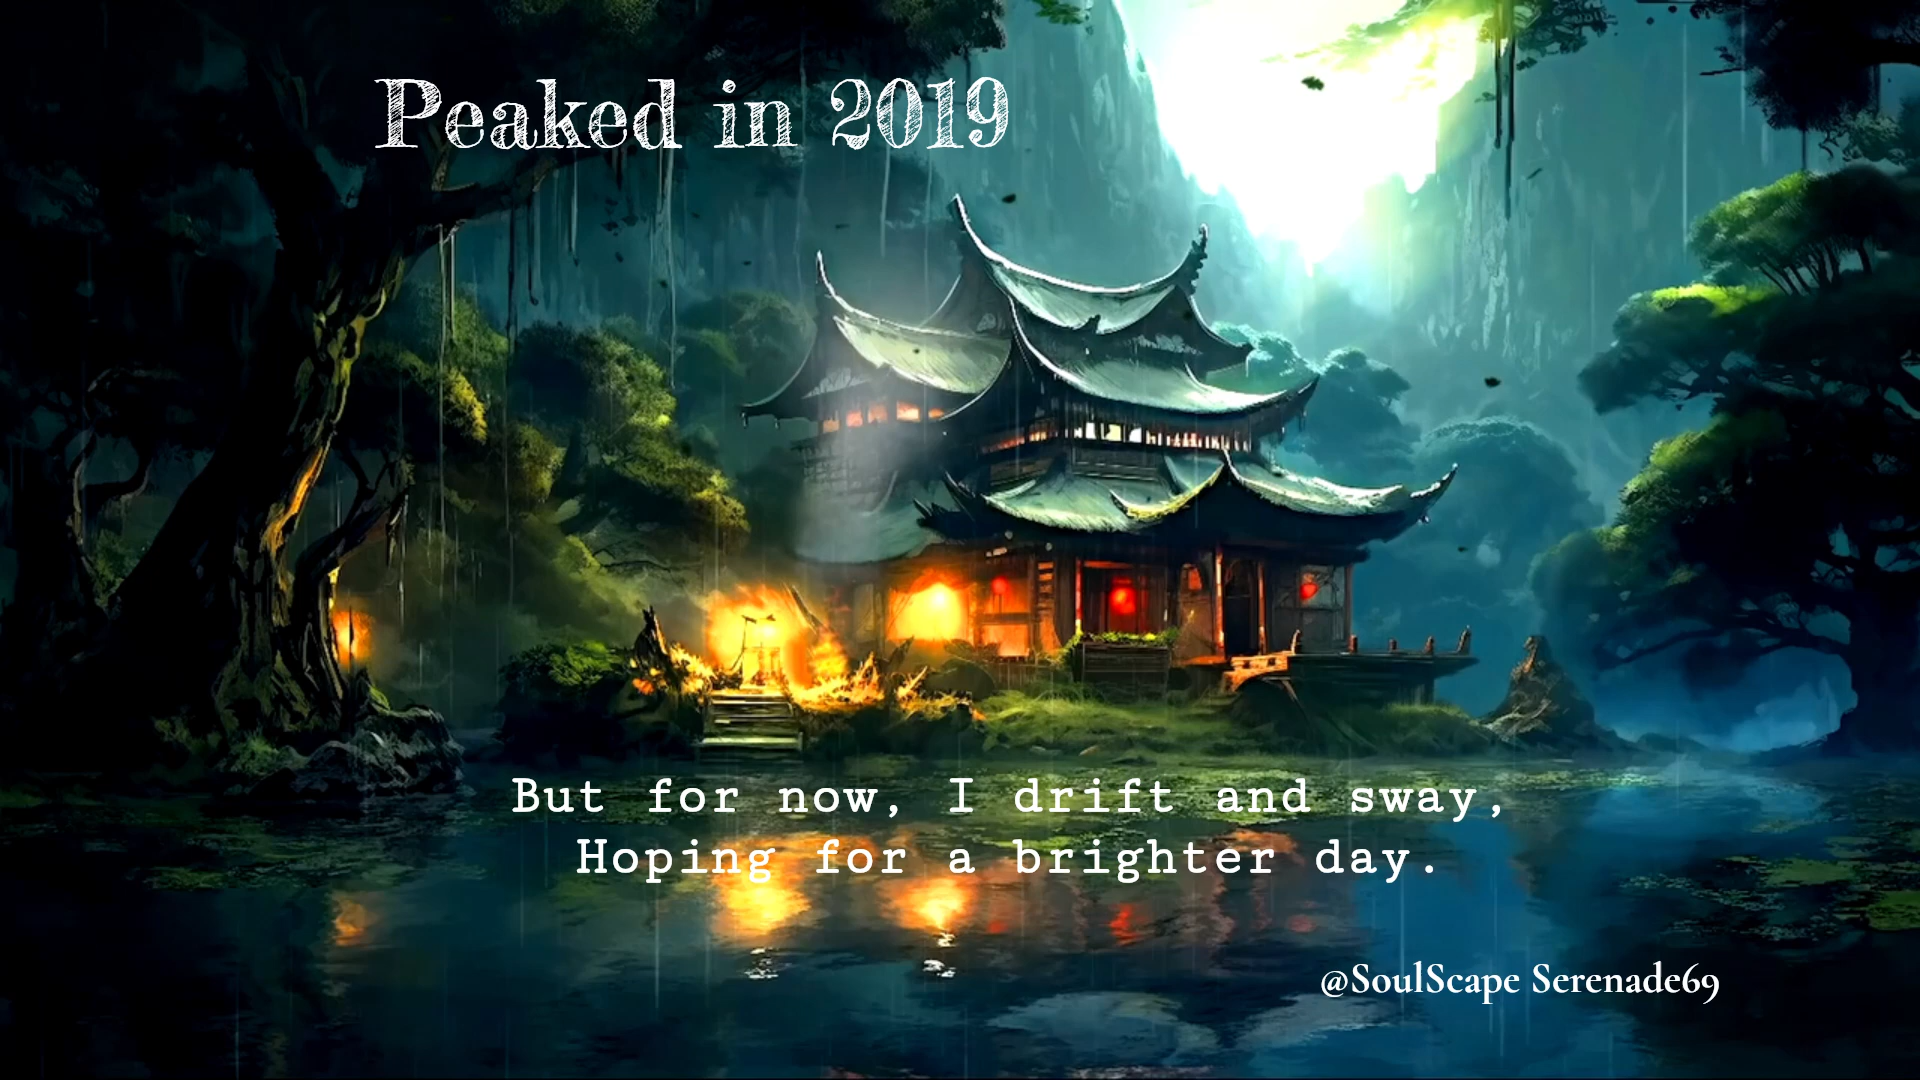 Peaked in 2019
But for now, I drift and sway,
Hoping for a brighter day.
@SoulScape Serenade69